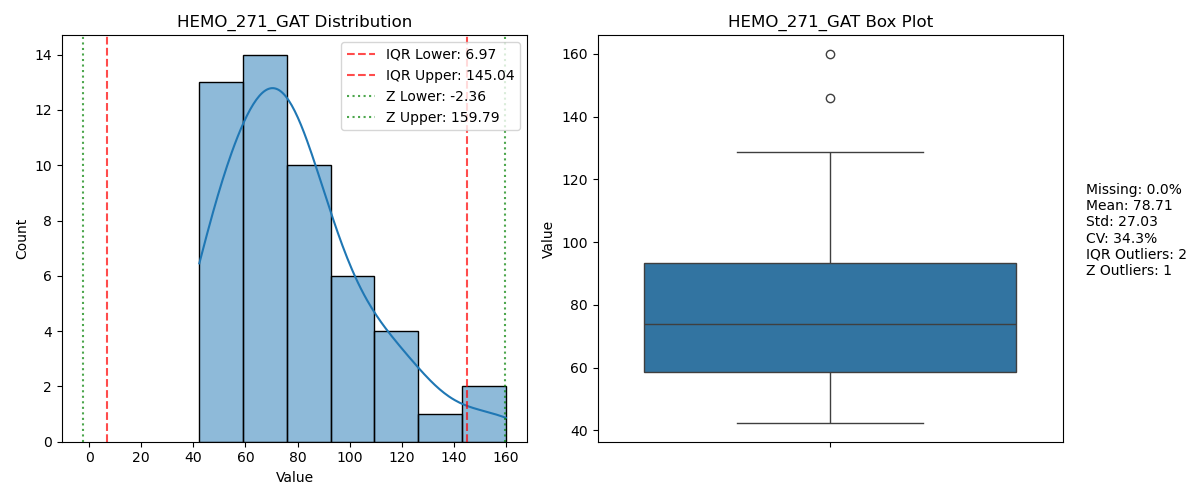 HEMO_271_GAT Distribution
IQR Lower: 6.97
IQR Upper: 145.04
Z Lower: -2.36
Z Upper: 159.79
Count
14
12
10
8
6
4
2
0
0 20 40 60 80 100 120 140 160
Value
HEMO_271_GAT Box Plot
Value
160
140
120
100
80
60
40
Missing: 0.0%
Mean: 78.71
Std: 27.03
CV: 34.3%
IQR Outliers: 2
Z Outliers: 1